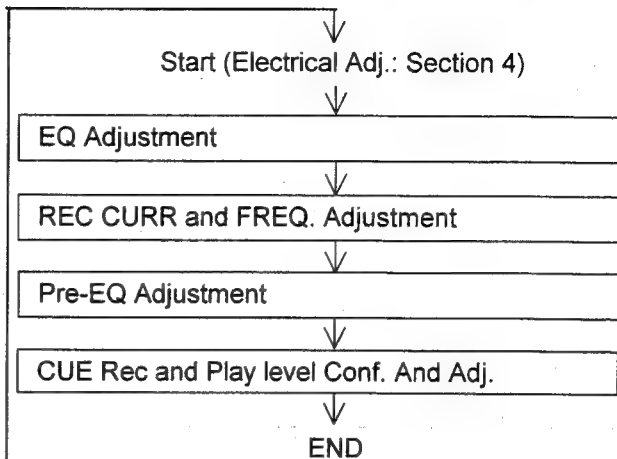 Start (Electrical Adj.: Section 4)
EQ Adjustment
REC CURR and FREQ. Adjustment
Pre-EQ Adjustment
CUE Rec and Play level Conf. And Adj.
END